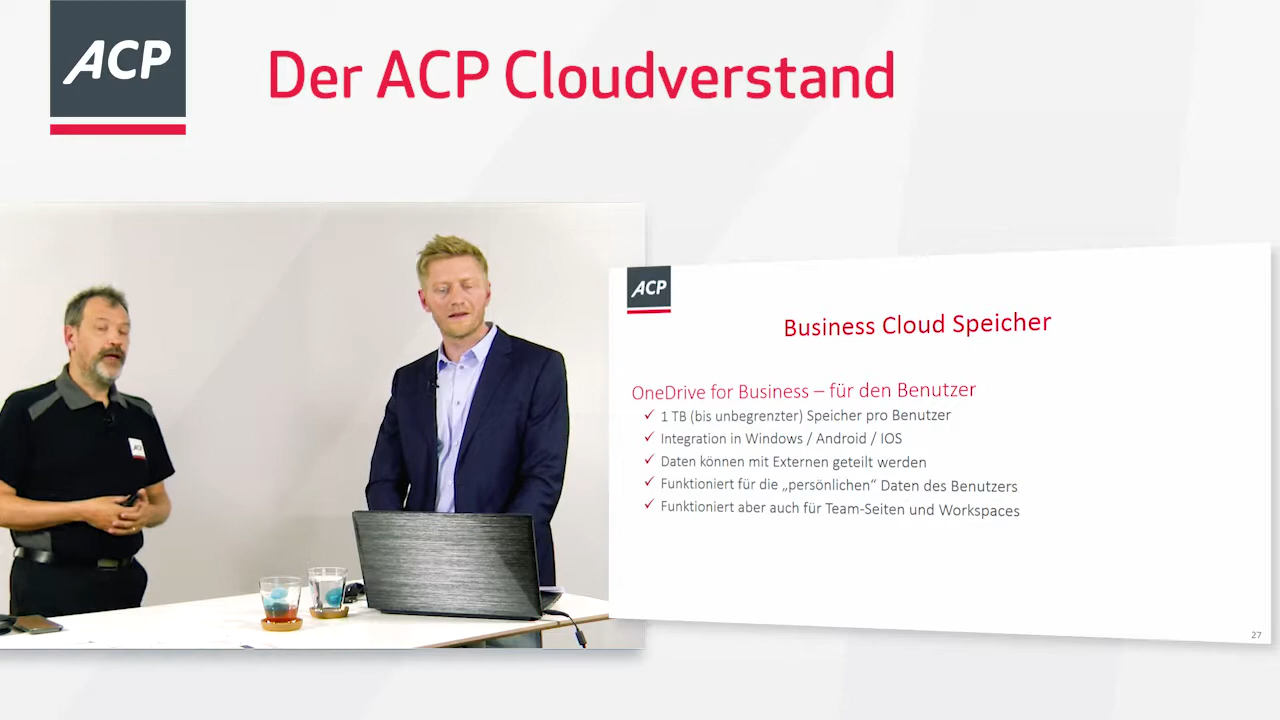 ACP
Der ACP Cloudverstand
ACP
Business Cloud Speicher
OneDrive for Business – für den Benutzer
✓ 1 TB (bis unbegrenzter) Speicher pro Benutzer
✓ Integration in Windows / Android / IOS
✓ Daten können mit Externen geteilt werden
✓ Funktioniert für die „persönlichen“ Daten des Benutzers
✓ Funktioniert aber auch für Team-Seiten und Workspaces
27
ACP